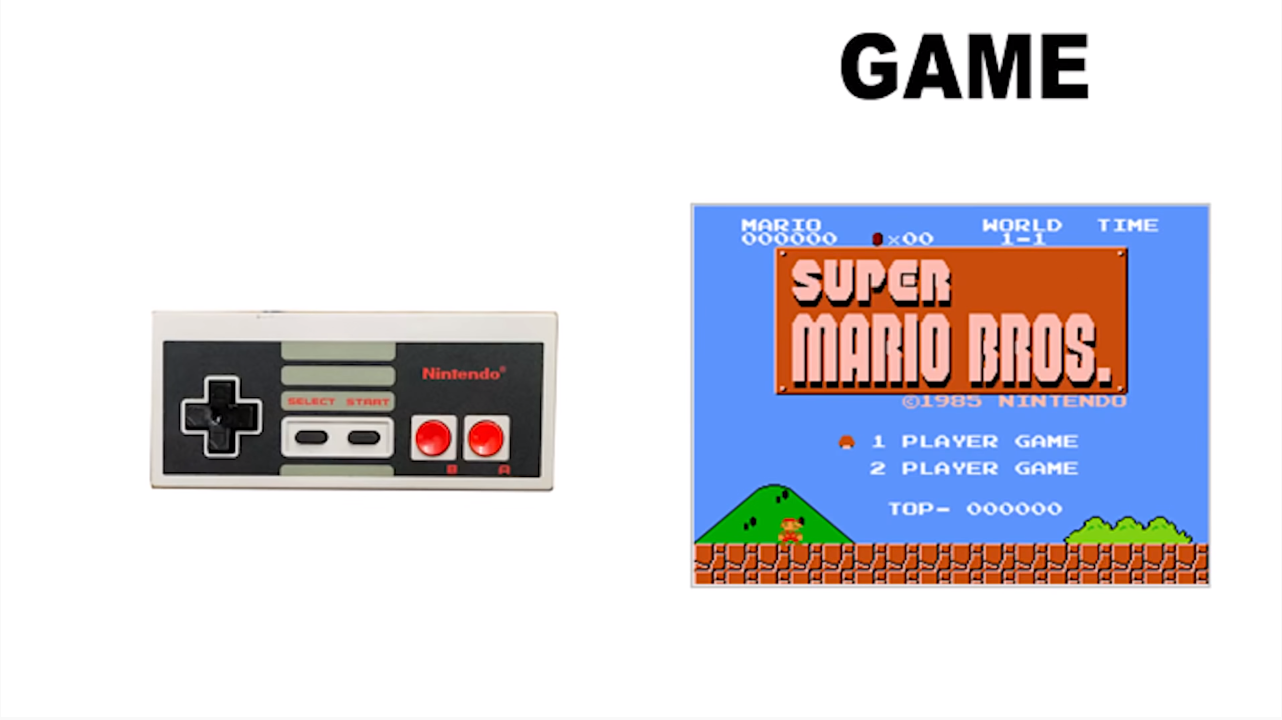 GAME
MARIO WORLD TIME
000000 ×00 1-1
SUPER
MARIO BROS.
©1985 NINTENDO
1 PLAYER GAME
2 PLAYER GAME
TOP- 000000
Nintendo®
SELECT START
B A